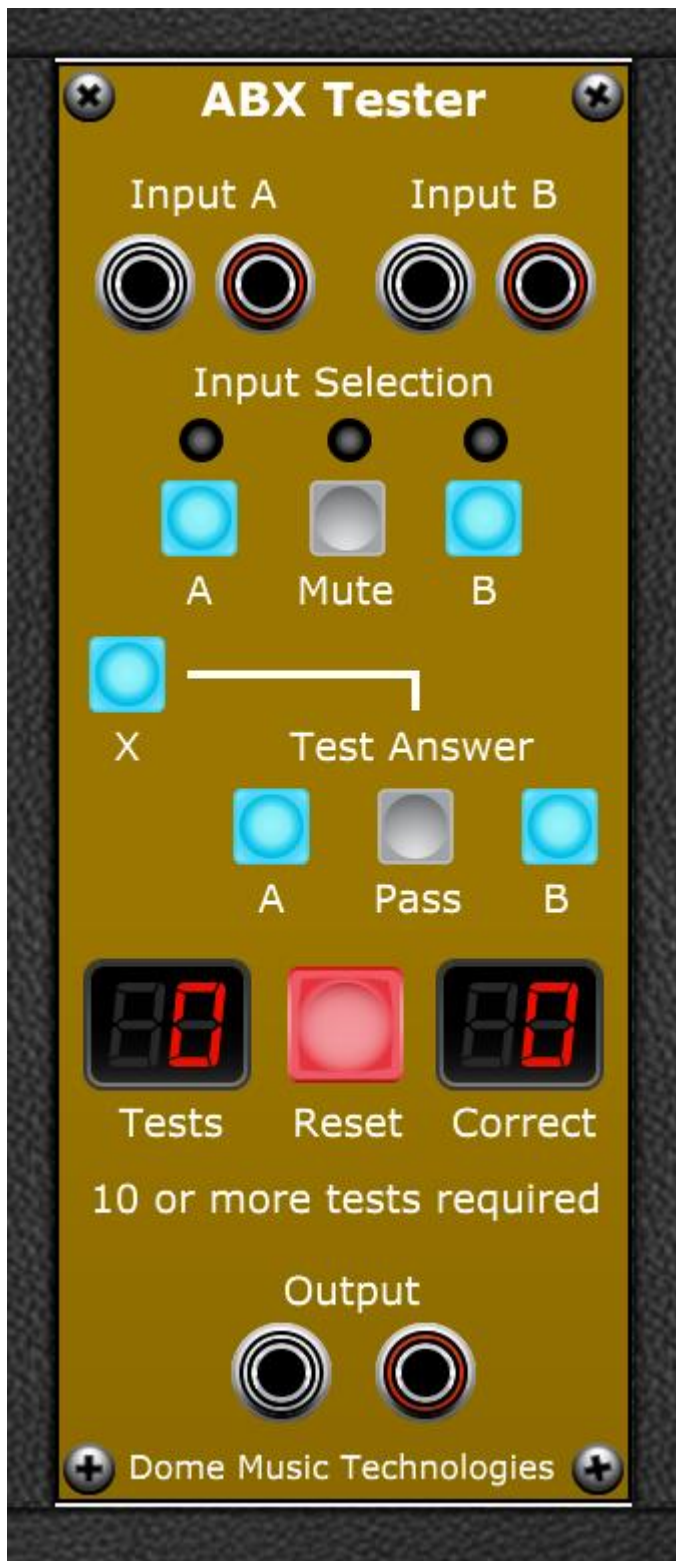 ABX Tester
Input A Input B
Input Selection
A Mute B
X
Test Answer
A Pass B
0 0
Tests Reset Correct
10 or more tests required
Output
Dome Music Technologies